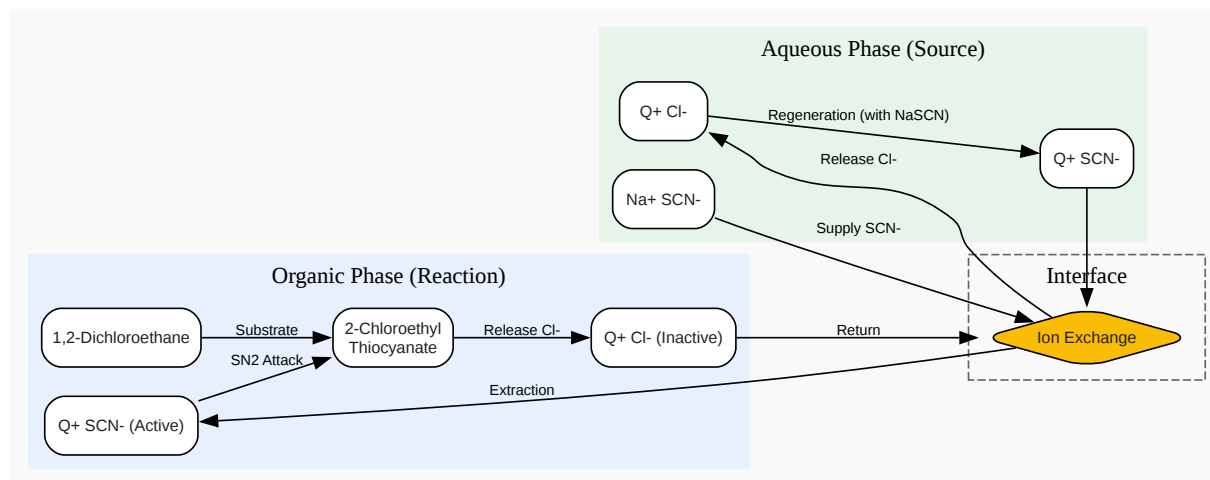 Aqueous Phase (Source)
Q+ Cl-
Regeneration (with NaSCN)
Q+ SCN-
Release Cl-
Na+ SCN-
Supply SCN-
Interface
Ion Exchange
Organic Phase (Reaction)
1,2-Dichloroethane
Substrate
2-Chloroethyl
Thiocyanate
Release Cl-
Q+ Cl- (Inactive)
Return
SN2 Attack
Extraction
Q+ SCN- (Active)